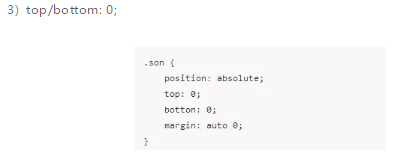 3) top/bottom: 0;
.son {
position: absolute;
top: 0;
botton: 0;
margin: auto 0;
}